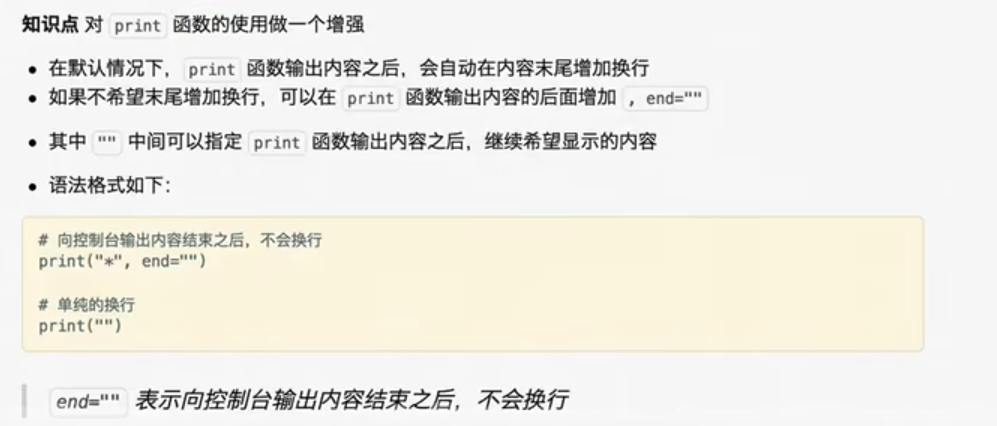 知识点 对 print 函数的使用做一个增强
• 在默认情况下，print 函数输出内容之后，会自动在内容末尾增加换行
• 如果不希望末尾增加换行，可以在 print 函数输出内容的后面增加 , end=""
• 其中 "" 中间可以指定 print 函数输出内容之后，继续希望显示的内容
• 语法格式如下：
# 向控制台输出内容结束之后，不会换行
print("*", end="")
# 单纯的换行
print("")
end="" 表示向控制台输出内容结束之后，不会换行